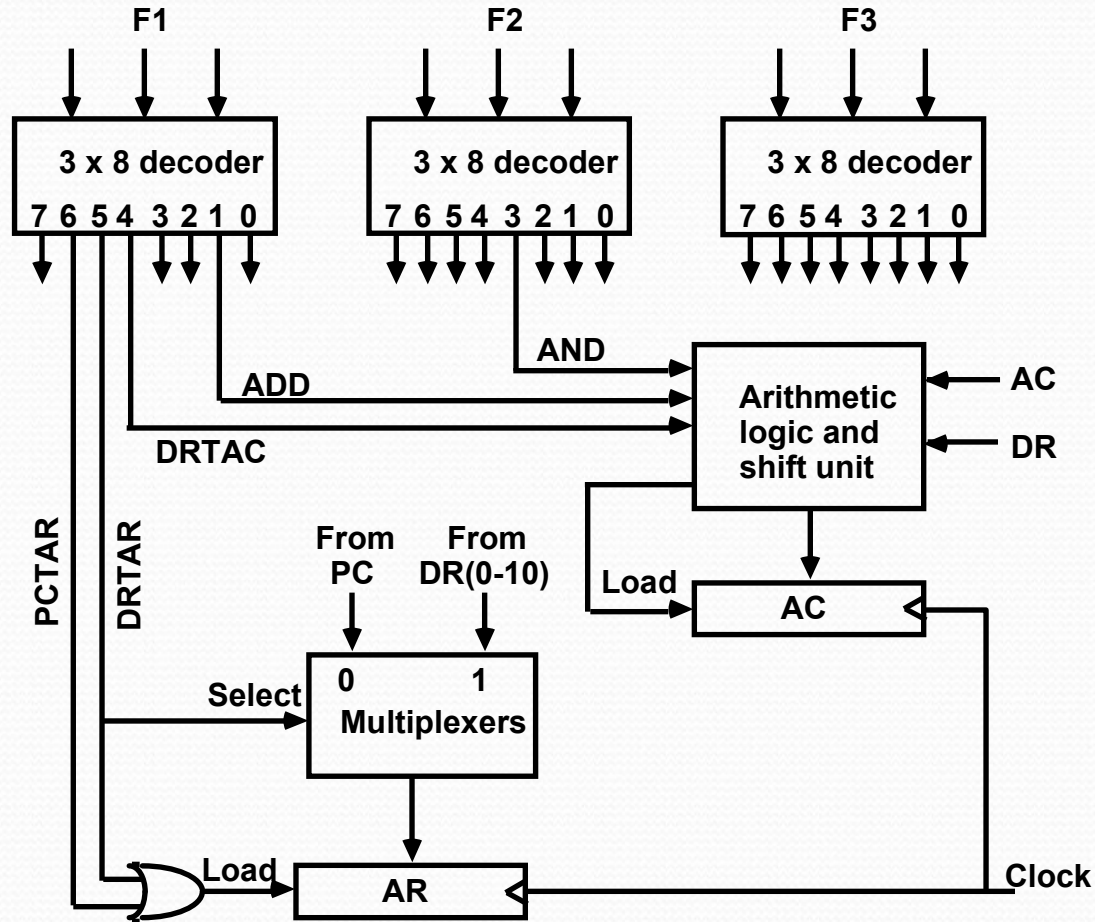 F1
F2
F3
3 x 8 decoder
3 x 8 decoder
3 x 8 decoder
7 6 5 4 3 2 1 0
7 6 5 4 3 2 1 0
7 6 5 4 3 2 1 0
AND
ADD
DRTAC
Arithmetic
logic and
shift unit
AC
DR
PCTAR
DRTAR
From
PC
From
DR(0-10)
Load
AC
0
1
Select
Multiplexers
Load
AR
Clock